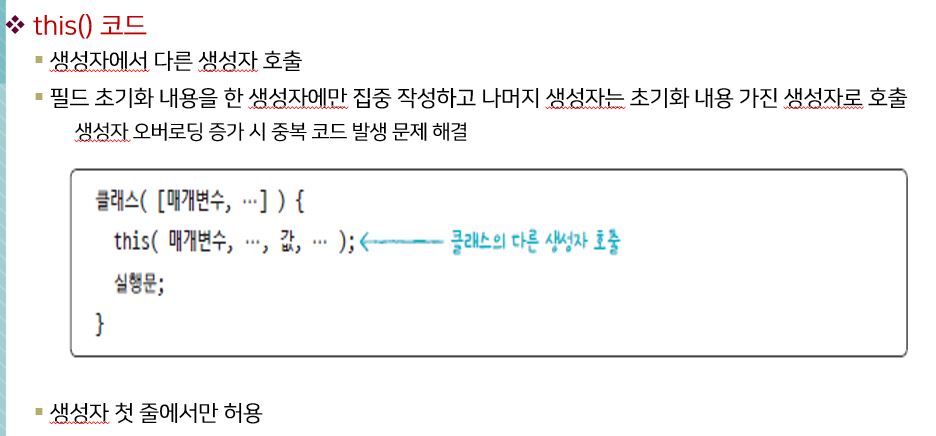 this() 코드
생성자에서 다른 생성자 호출
필드 초기화 내용을 한 생성자에만 집중 작성하고 나머지 생성자는 초기화 내용 가진 생성자로 호출
생성자 오버로딩 증가 시 중복 코드 발생 문제 해결
클래스( [매개변수, …] ) {
this( 매개변수, …, 값, … ); 클래스의 다른 생성자 호출
실행문;
}
생성자 첫 줄에서만 허용